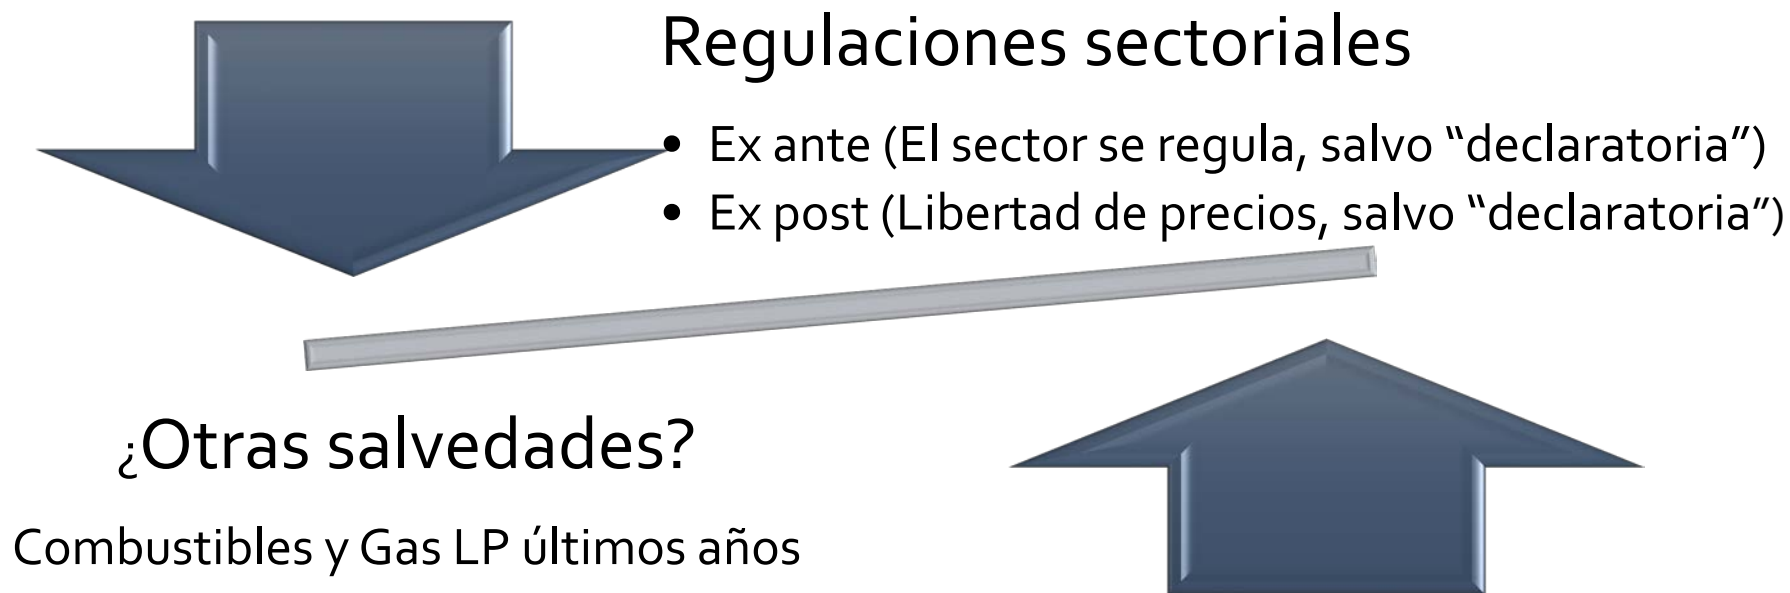 Regulaciones sectoriales
• Ex ante (El sector se regula, salvo “declaratoria”)
• Ex post (Libertad de precios, salvo “declaratoria”)
¿Otras salvedades?
Combustibles y Gas LP últimos años